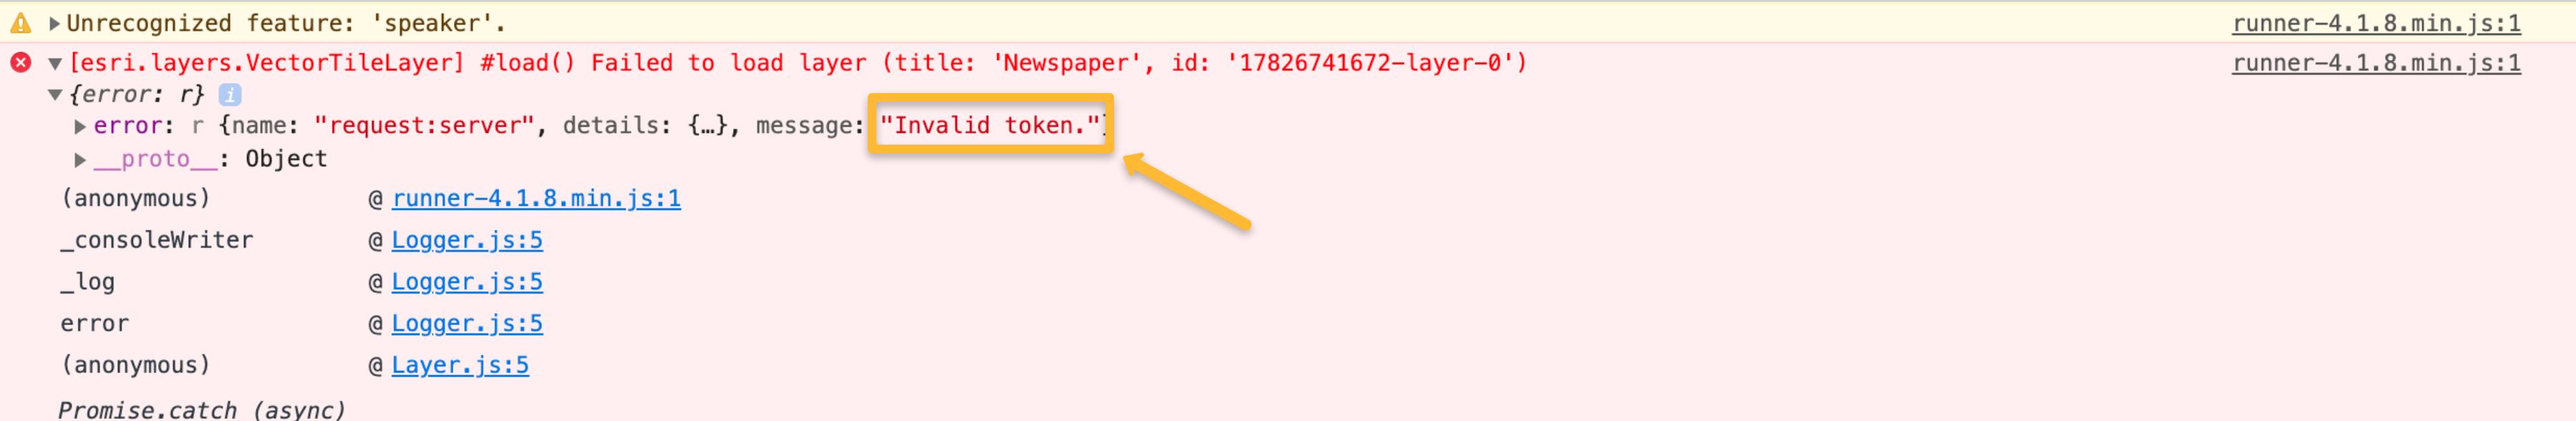 Unrecognized feature: 'speaker'. runner-4.1.8.min.js:1
[esri.layers.VectorTileLayer] #load() Failed to load layer (title: 'Newspaper', id: '17826741672-layer-0') runner-4.1.8.min.js:1
{error: r} i
error: r {name: "request:server", details: {…}, message: "Invalid token."}
__proto__: Object
(anonymous) @ runner-4.1.8.min.js:1
_consoleWriter @ Logger.js:5
_log @ Logger.js:5
error @ Logger.js:5
(anonymous) @ Layer.js:5
Promise.catch (async)